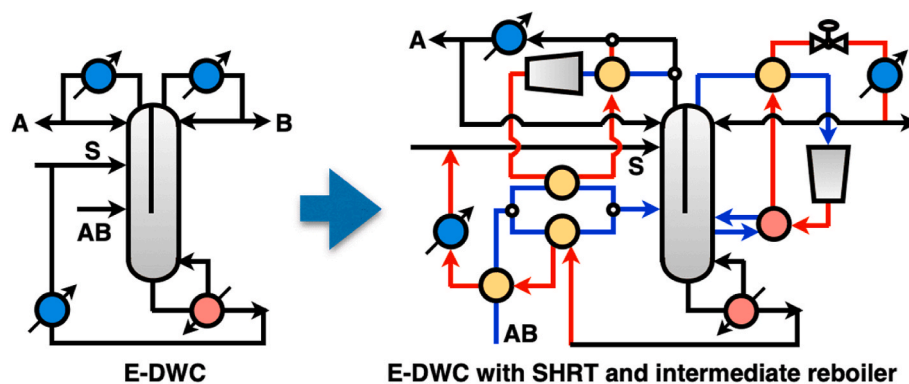 A
B
S
AB
E-DWC
A
S
AB
E-DWC with SHRT and intermediate reboiler